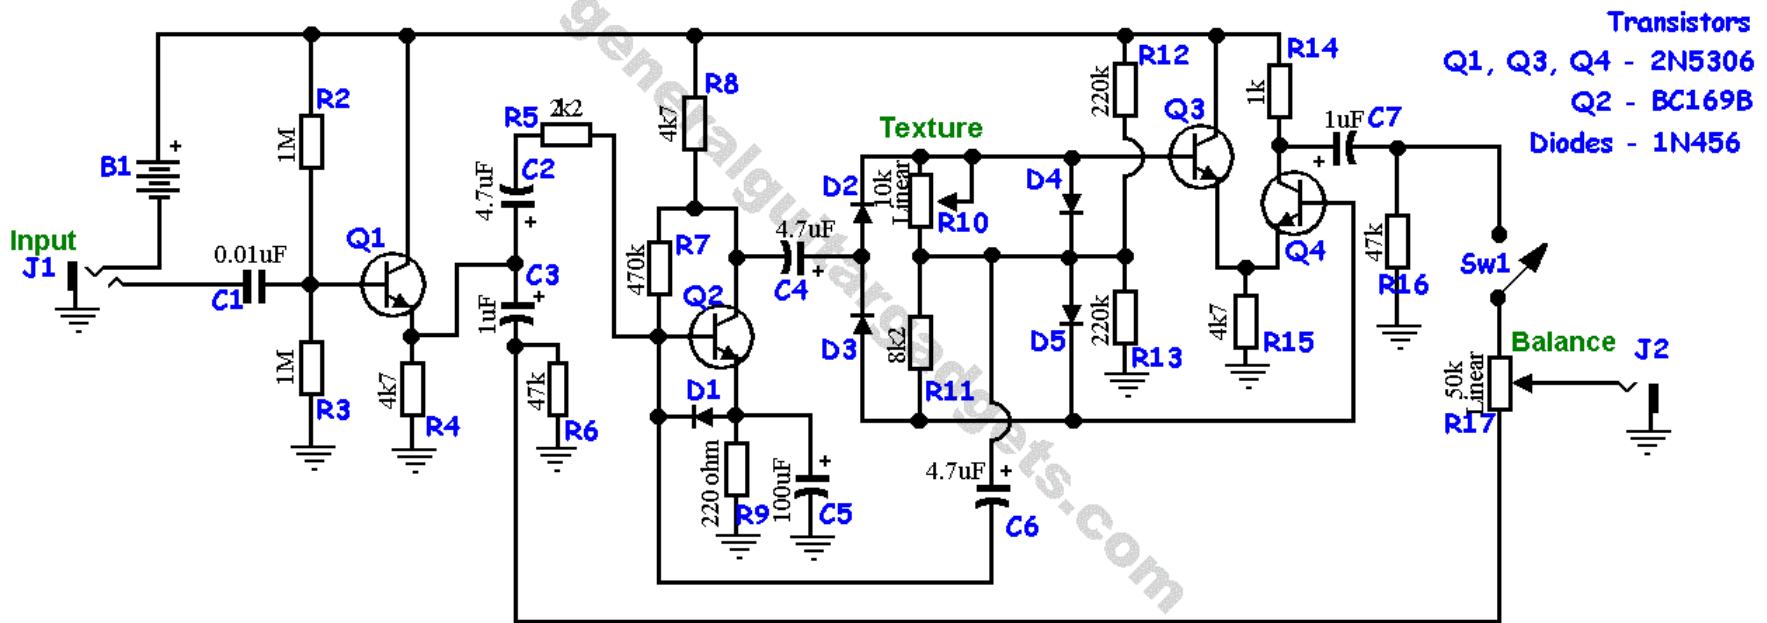 Transistors
Q1, Q3, Q4 - 2N5306
Q2 - BC169B
Diodes - 1N456
generalguitargadgets.com
Input
J1
B1
+
0.01uF
C1
R2
1M
1M
R3
Q1
4k7
R4
R5
2k2
4.7uF
C2
+
C3
1uF
+
47k
R6
R8
4k7
R7
470k
Q2
D1
220 ohm
R9
100uF
+
C5
4.7uF
+
C4
Texture
D2
10k
Linear
R10
D3
8k2
R11
D4
D5
4.7uF
+
C6
R12
220k
220k
R13
Q3
R14
1k
Q4
4k7
R15
1uF
C7
+
47k
R16
Sw1
Balance
50k
Linear
R17
J2